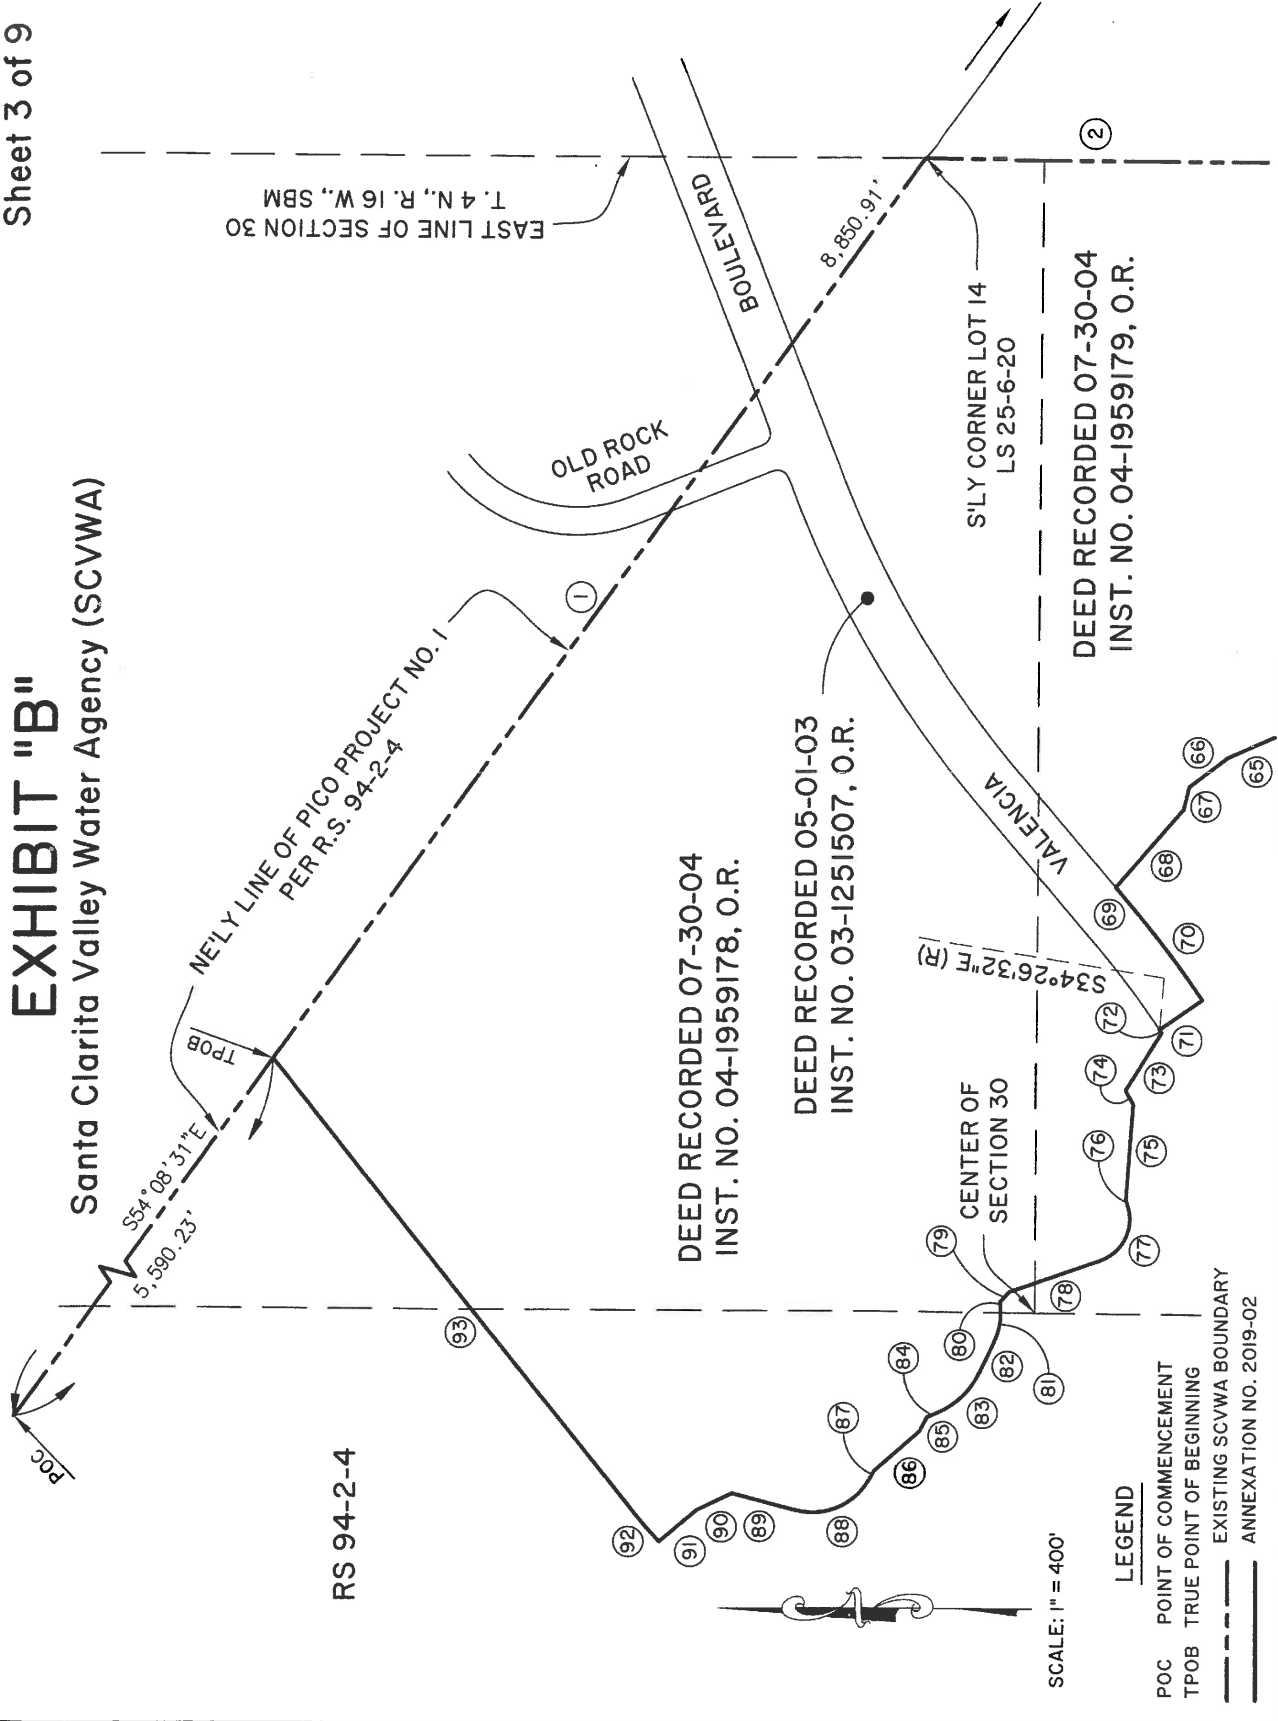 Sheet 3 of 9
EXHIBIT "B"
Santa Clarita Valley Water Agency (SCVWA)
POC
S54°08'31"E
5,590.23'
TPOB
NE'LY LINE OF PICO PROJECT NO. 1
PER R.S. 94-2-4
EAST LINE OF SECTION 30
T. 4 N., R. 16 W., SBM
RS 94-2-4
93
1
OLD ROCK
ROAD
BOULEVARD
8,850.91'
92
91
90
89
88
87
86
85
84
83
82
81
80
79
78
77
76
75
74
73
72
71
70
69
68
67
66
65
2
DEED RECORDED 07-30-04
INST. NO. 04-1959178, O.R.
DEED RECORDED 05-01-03
INST. NO. 03-1251507, O.R.
S'LY CORNER LOT 14
LS 25-6-20
DEED RECORDED 07-30-04
INST. NO. 04-1959179, O.R.
VALENCIA
S34°26'32"E (R)
CENTER OF
SECTION 30
SCALE: 1" = 400'
LEGEND
POC POINT OF COMMENCEMENT
TPOB TRUE POINT OF BEGINNING
EXISTING SCVWA BOUNDARY
ANNEXATION NO. 2019-02